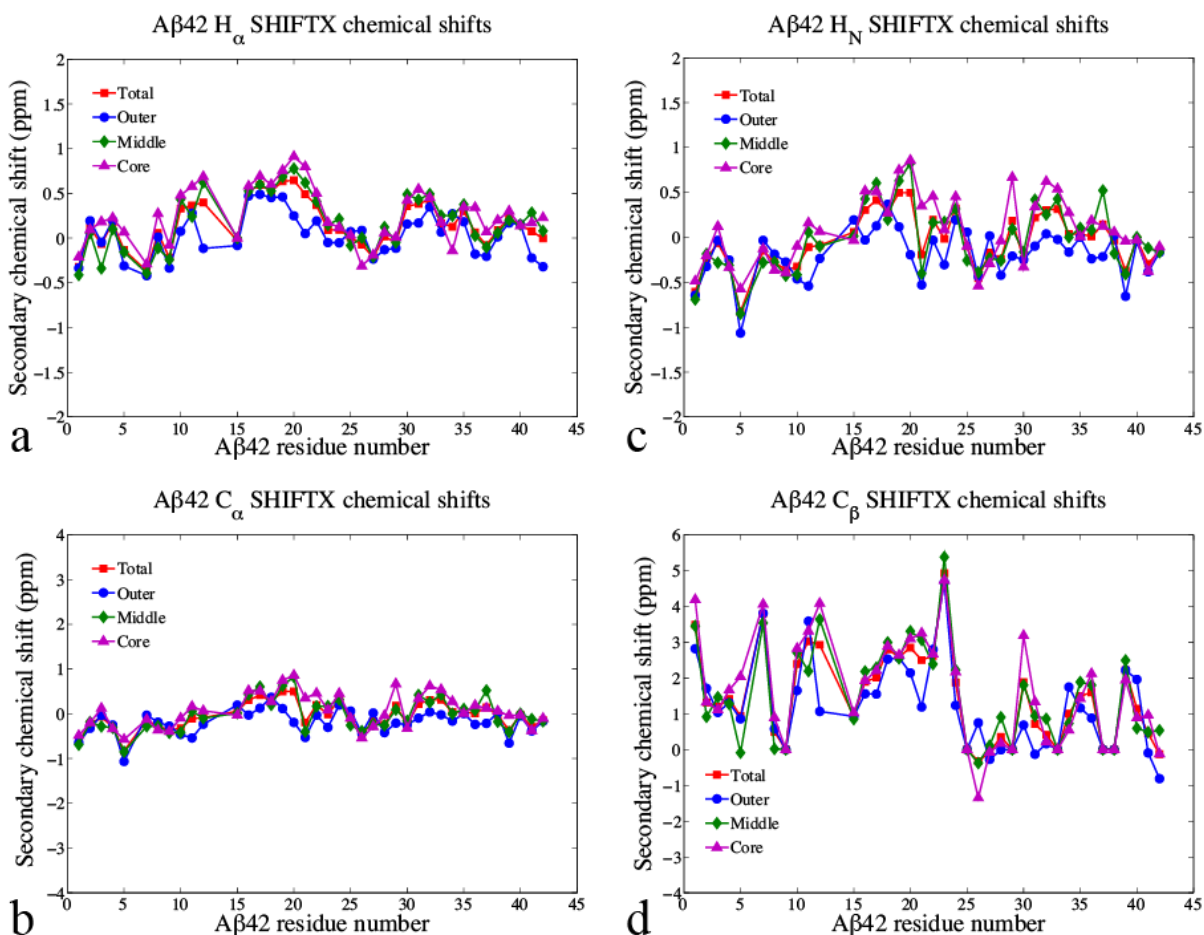 Aβ42 Hα SHIFTX chemical shifts
Secondary chemical shift (ppm)
2
1.5
1
0.5
0
−0.5
−1
−1.5
−2
Total
Outer
Middle
Core
0 5 10 15 20 25 30 35 40 45
Aβ42 residue number
a
Aβ42 HN SHIFTX chemical shifts
Secondary chemical shift (ppm)
2
1.5
1
0.5
0
−0.5
−1
−1.5
−2
Total
Outer
Middle
Core
0 5 10 15 20 25 30 35 40 45
Aβ42 residue number
c
Aβ42 Cα SHIFTX chemical shifts
Secondary chemical shift (ppm)
4
3
2
1
0
−1
−2
−3
−4
Total
Outer
Middle
Core
0 5 10 15 20 25 30 35 40 45
Aβ42 residue number
b
Aβ42 Cβ SHIFTX chemical shifts
Secondary chemical shift (ppm)
6
5
4
3
2
1
0
−1
−2
−3
−4
Total
Outer
Middle
Core
0 5 10 15 20 25 30 35 40 45
Aβ42 residue number
d